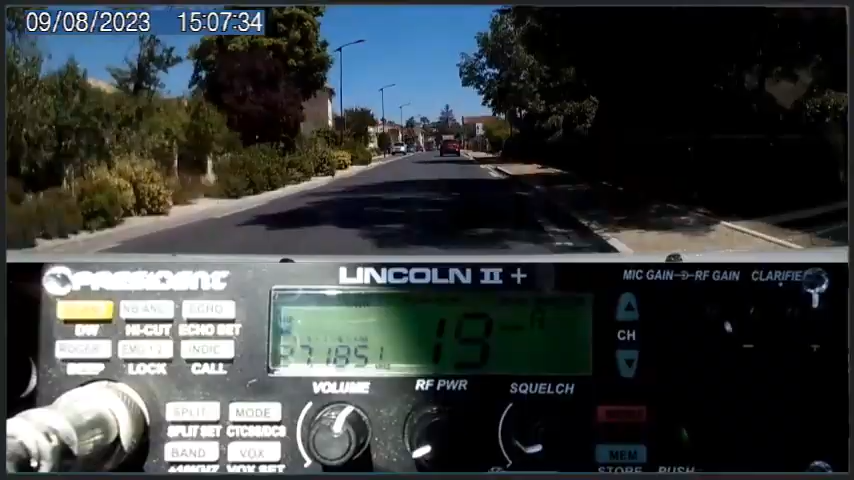 09/08/2023 15:07:34
PRESIDENT
LINCOLN II +
MIC GAIN RF GAIN CLARIFIER
NB/ANL ECHO
DW HI-CUT ECHO SET
ROGER EMG 1/2 INDIC
BEEP LOCK CALL
19
CH
VOLUME RF PWR SQUELCH
SPLIT MODE
SPLIT SET CTCSS/DCS
BAND VOX
VOX SET
MEM
STORE PUSH